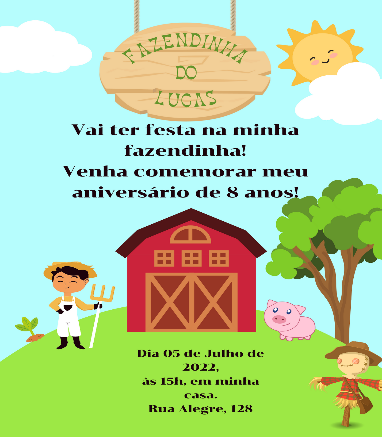 FAZENDINHA
DO
LUCAS
Vai ter festa na minha
fazendinha!
Venha comemorar meu
aniversário de 8 anos!
Dia 05 de Julho de
2022,
às 15h, em minha
casa.
Rua Alegre, 128